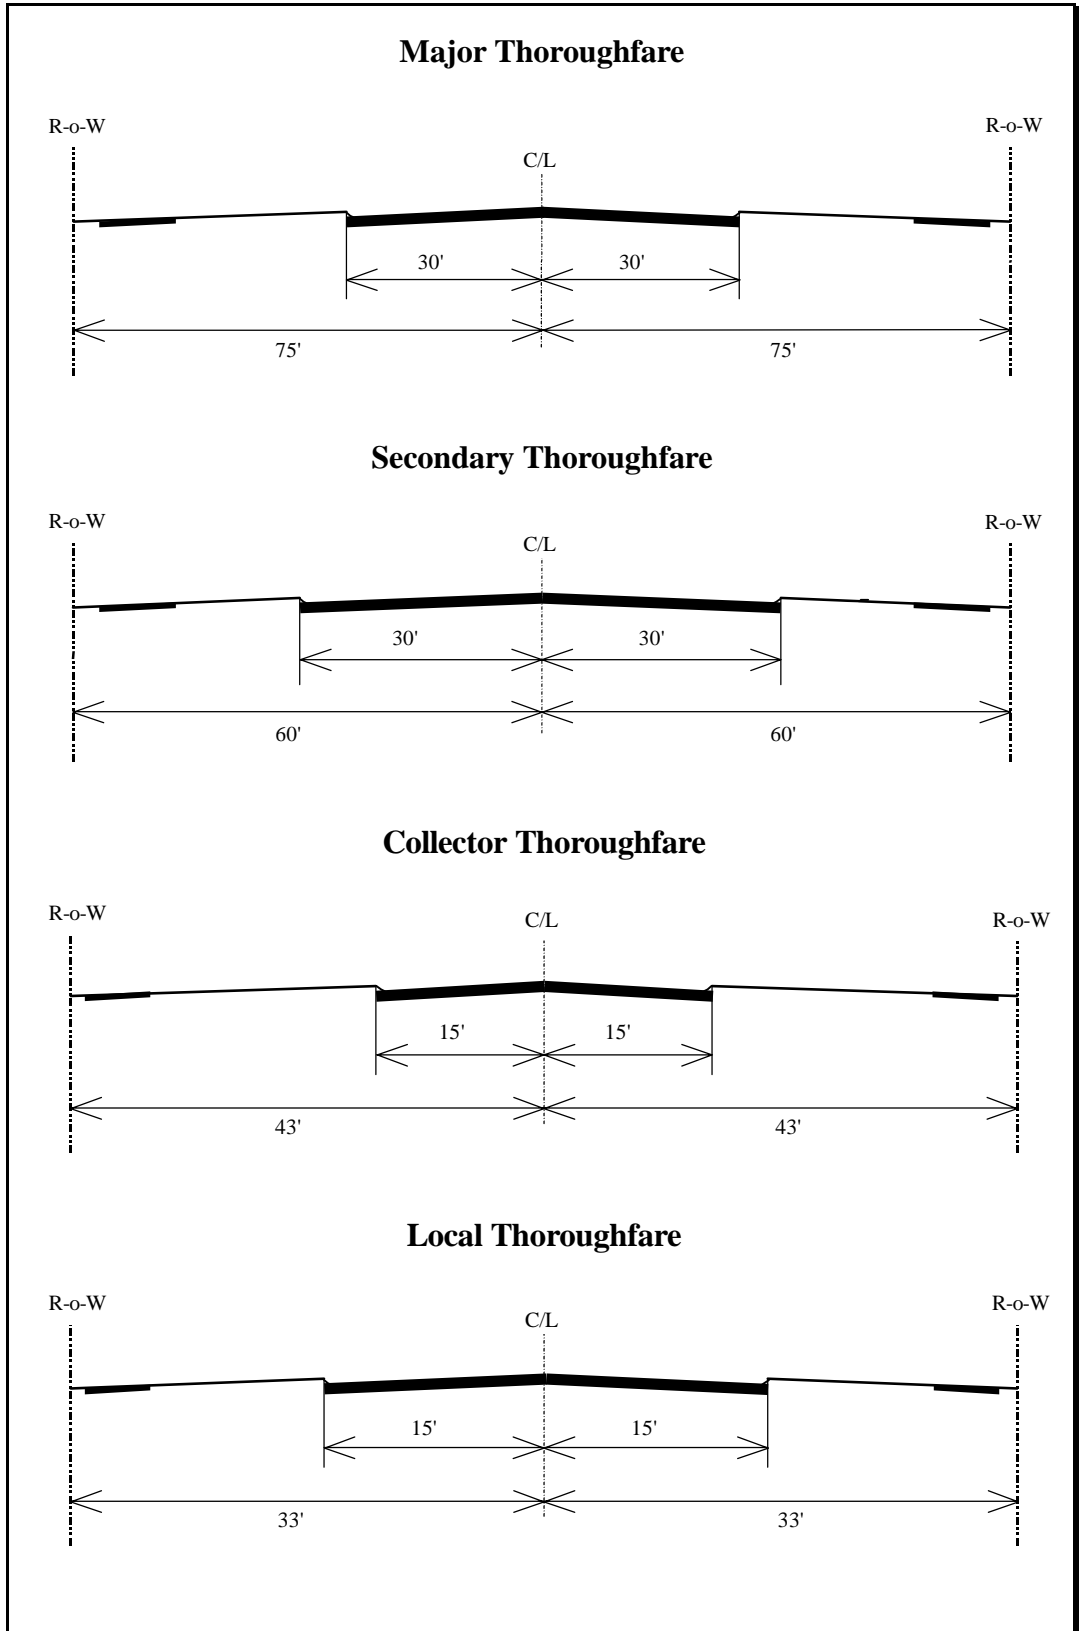 Major Thoroughfare
R-o-W
R-o-W
C/L
30'
30'
75'
75'
Secondary Thoroughfare
R-o-W
R-o-W
C/L
30'
30'
60'
60'
Collector Thoroughfare
R-o-W
R-o-W
C/L
15'
15'
43'
43'
Local Thoroughfare
R-o-W
R-o-W
C/L
15'
15'
33'
33'